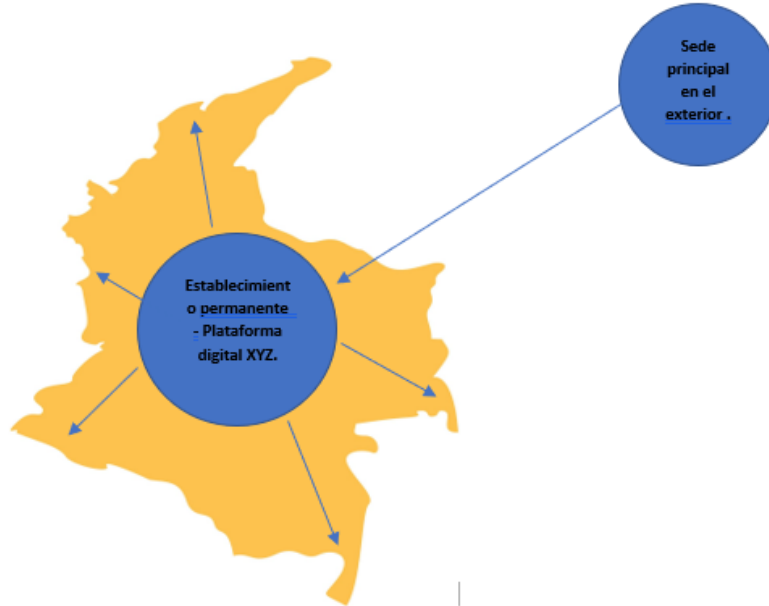 Sede
principal
en el
exterior .
Establecimient
o permanente
- Plataforma
digital XYZ.